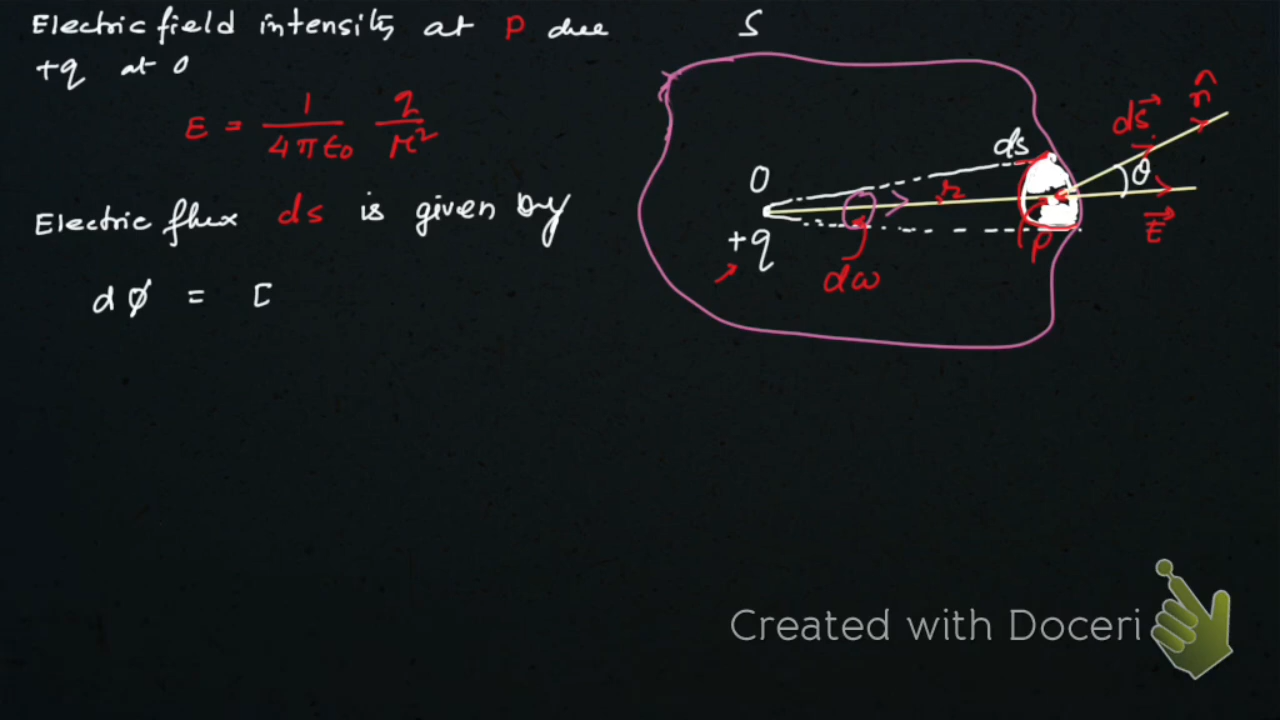 Electric field intensity at P due
+q at O
E = 1/4πε₀ q/r²
Electric flux ds is given by
dϕ = [
S
ds
O
+q
dω
r
P
ds⃗
n̂
θ
E⃗
Created with Doceri